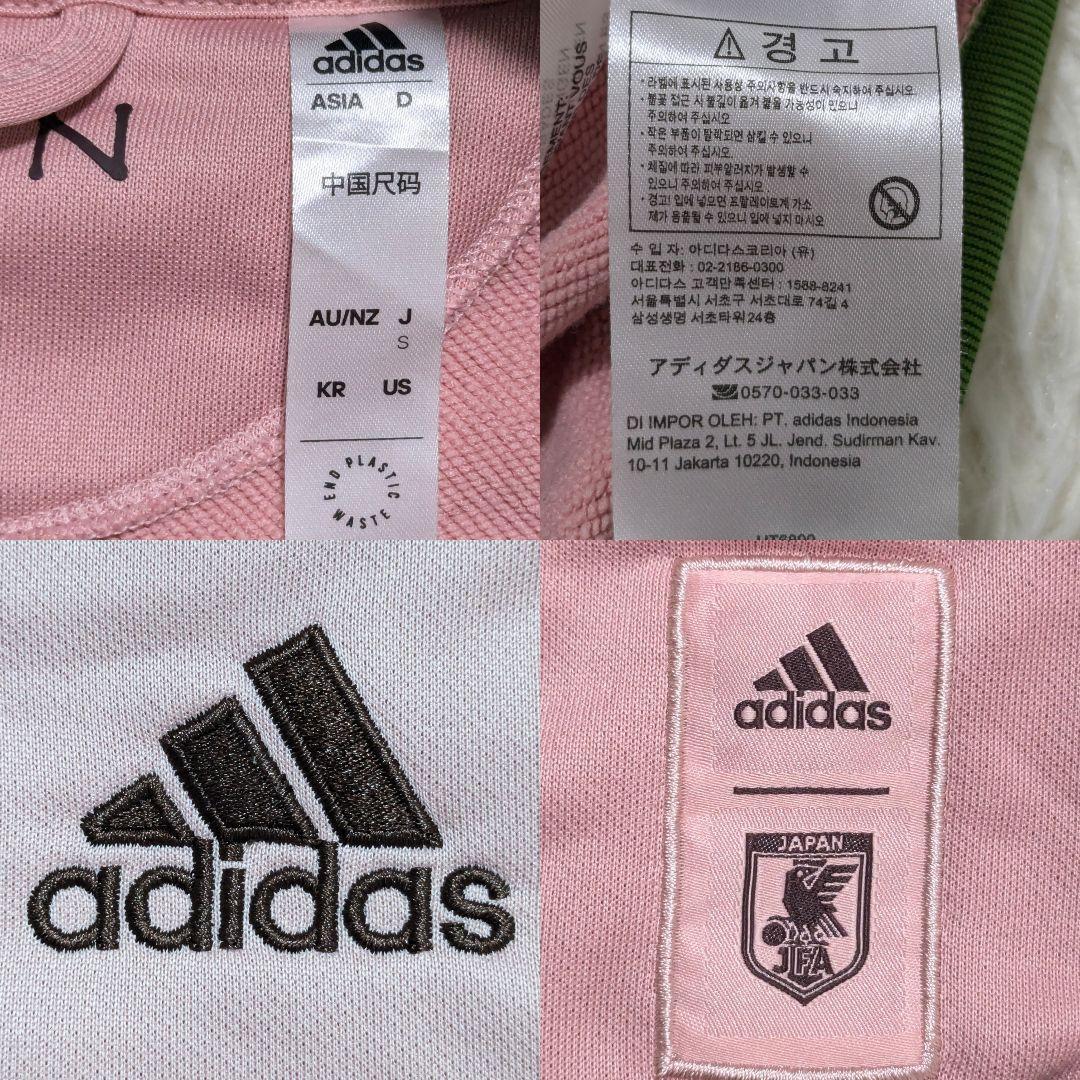 N
adidas
ASIA D
中国尺码
AU/NZ J
S
KR US
END PLASTIC WASTE
EMENT: VOUS
경고
• 라벨에 표시된 사용상 주의사항을 반드시 숙지하여 주십시오.
• 불꽃 접근 시 불길이 옮겨 붙을 가능성이 있으니
주의하여 주십시오
• 작은 부품이 탈락되면 삼킬 수 있으니
주의하여 주십시오.
• 체질에 따라 피부알러지가 발생할 수
있으니 주의하여 주십시오
• 경고! 입에 넣으면 프탈레이트계 가소
제가 용출될 수 있으니 입에 넣지 마시오
수 입 자: 아디다스코리아 (유)
대표전화 : 02-2186-0300
아디다스 고객만족센터 : 1588-8241
서울특별시 서초구 서초대로 74길 4
삼성생명 서초타워 24층
アディダスジャパン株式会社
0570-033-033
DI IMPOR OLEH: PT. adidas Indonesia
Mid Plaza 2, Lt. 5 JL. Jend. Sudirman Kav.
10-11 Jakarta 10220, Indonesia
adidas
adidas
JAPAN
JFA